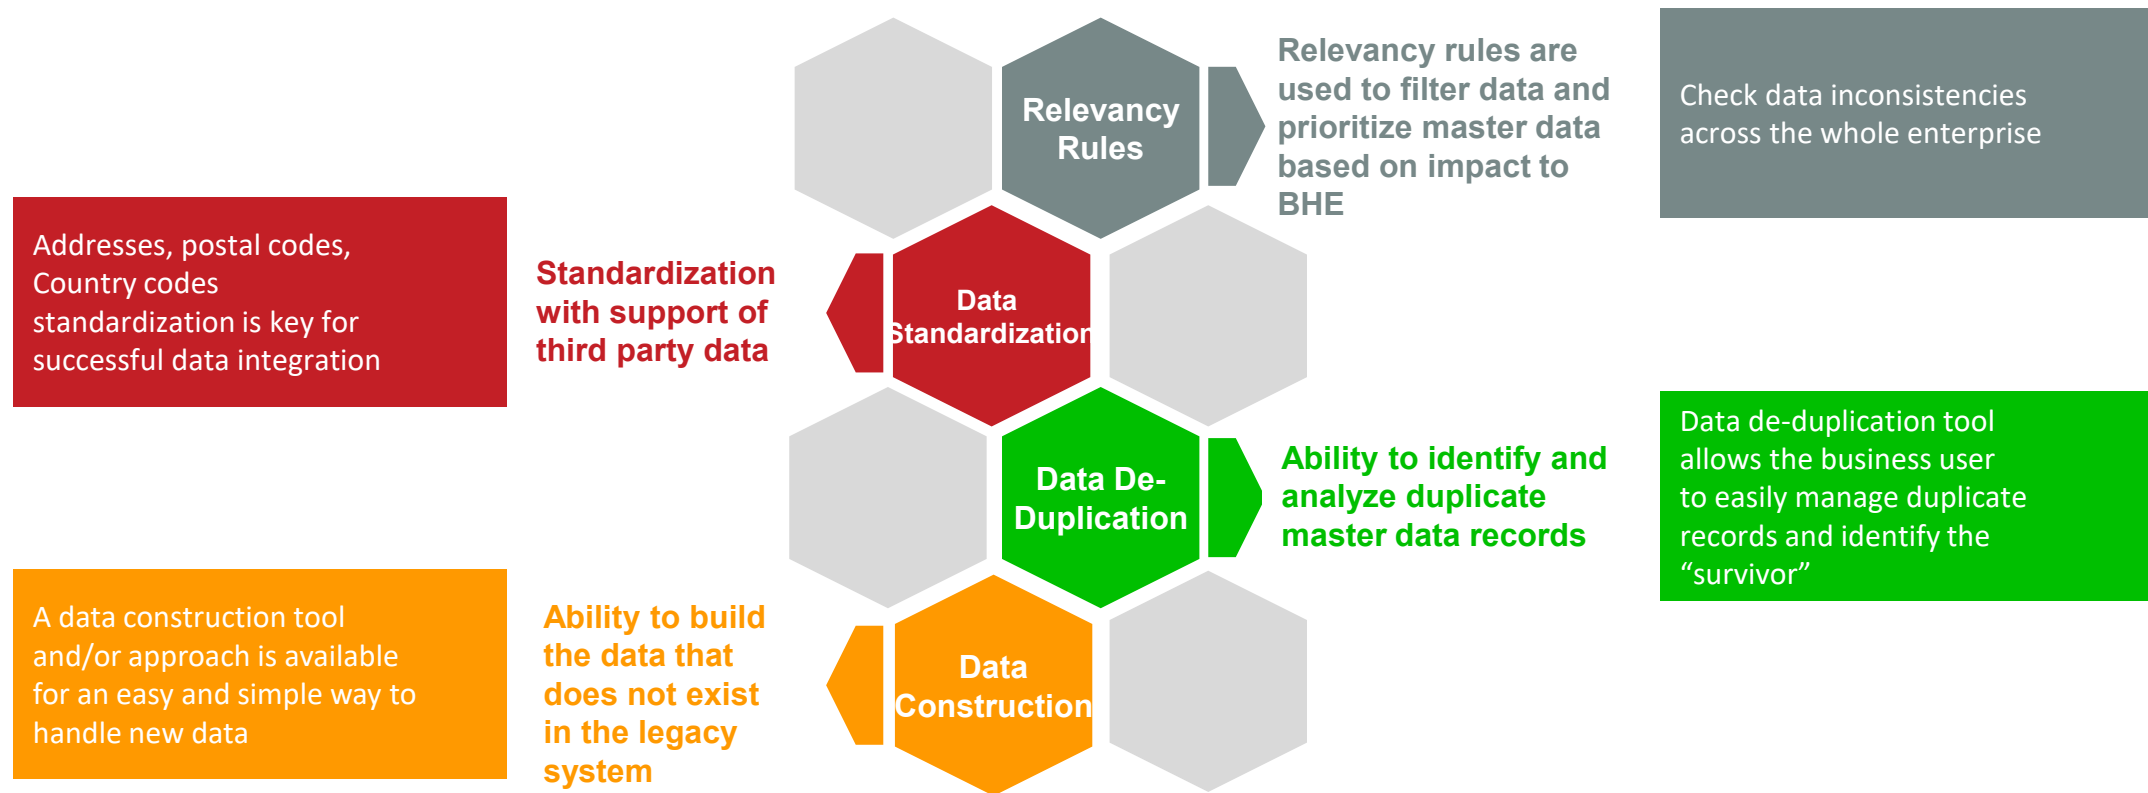 Relevancy
Rules
Relevancy rules are
used to filter data and
prioritize master data
based on impact to
BHE
Check data inconsistencies
across the whole enterprise
Addresses, postal codes,
Country codes
standardization is key for
successful data integration
Standardization
with support of
third party data
Data
Standardization
Data De-
Duplication
Ability to identify and
analyze duplicate
master data records
Data de-duplication tool
allows the business user
to easily manage duplicate
records and identify the
“survivor”
A data construction tool
and/or approach is available
for an easy and simple way to
handle new data
Ability to build
the data that
does not exist
in the legacy
system
Data
Construction